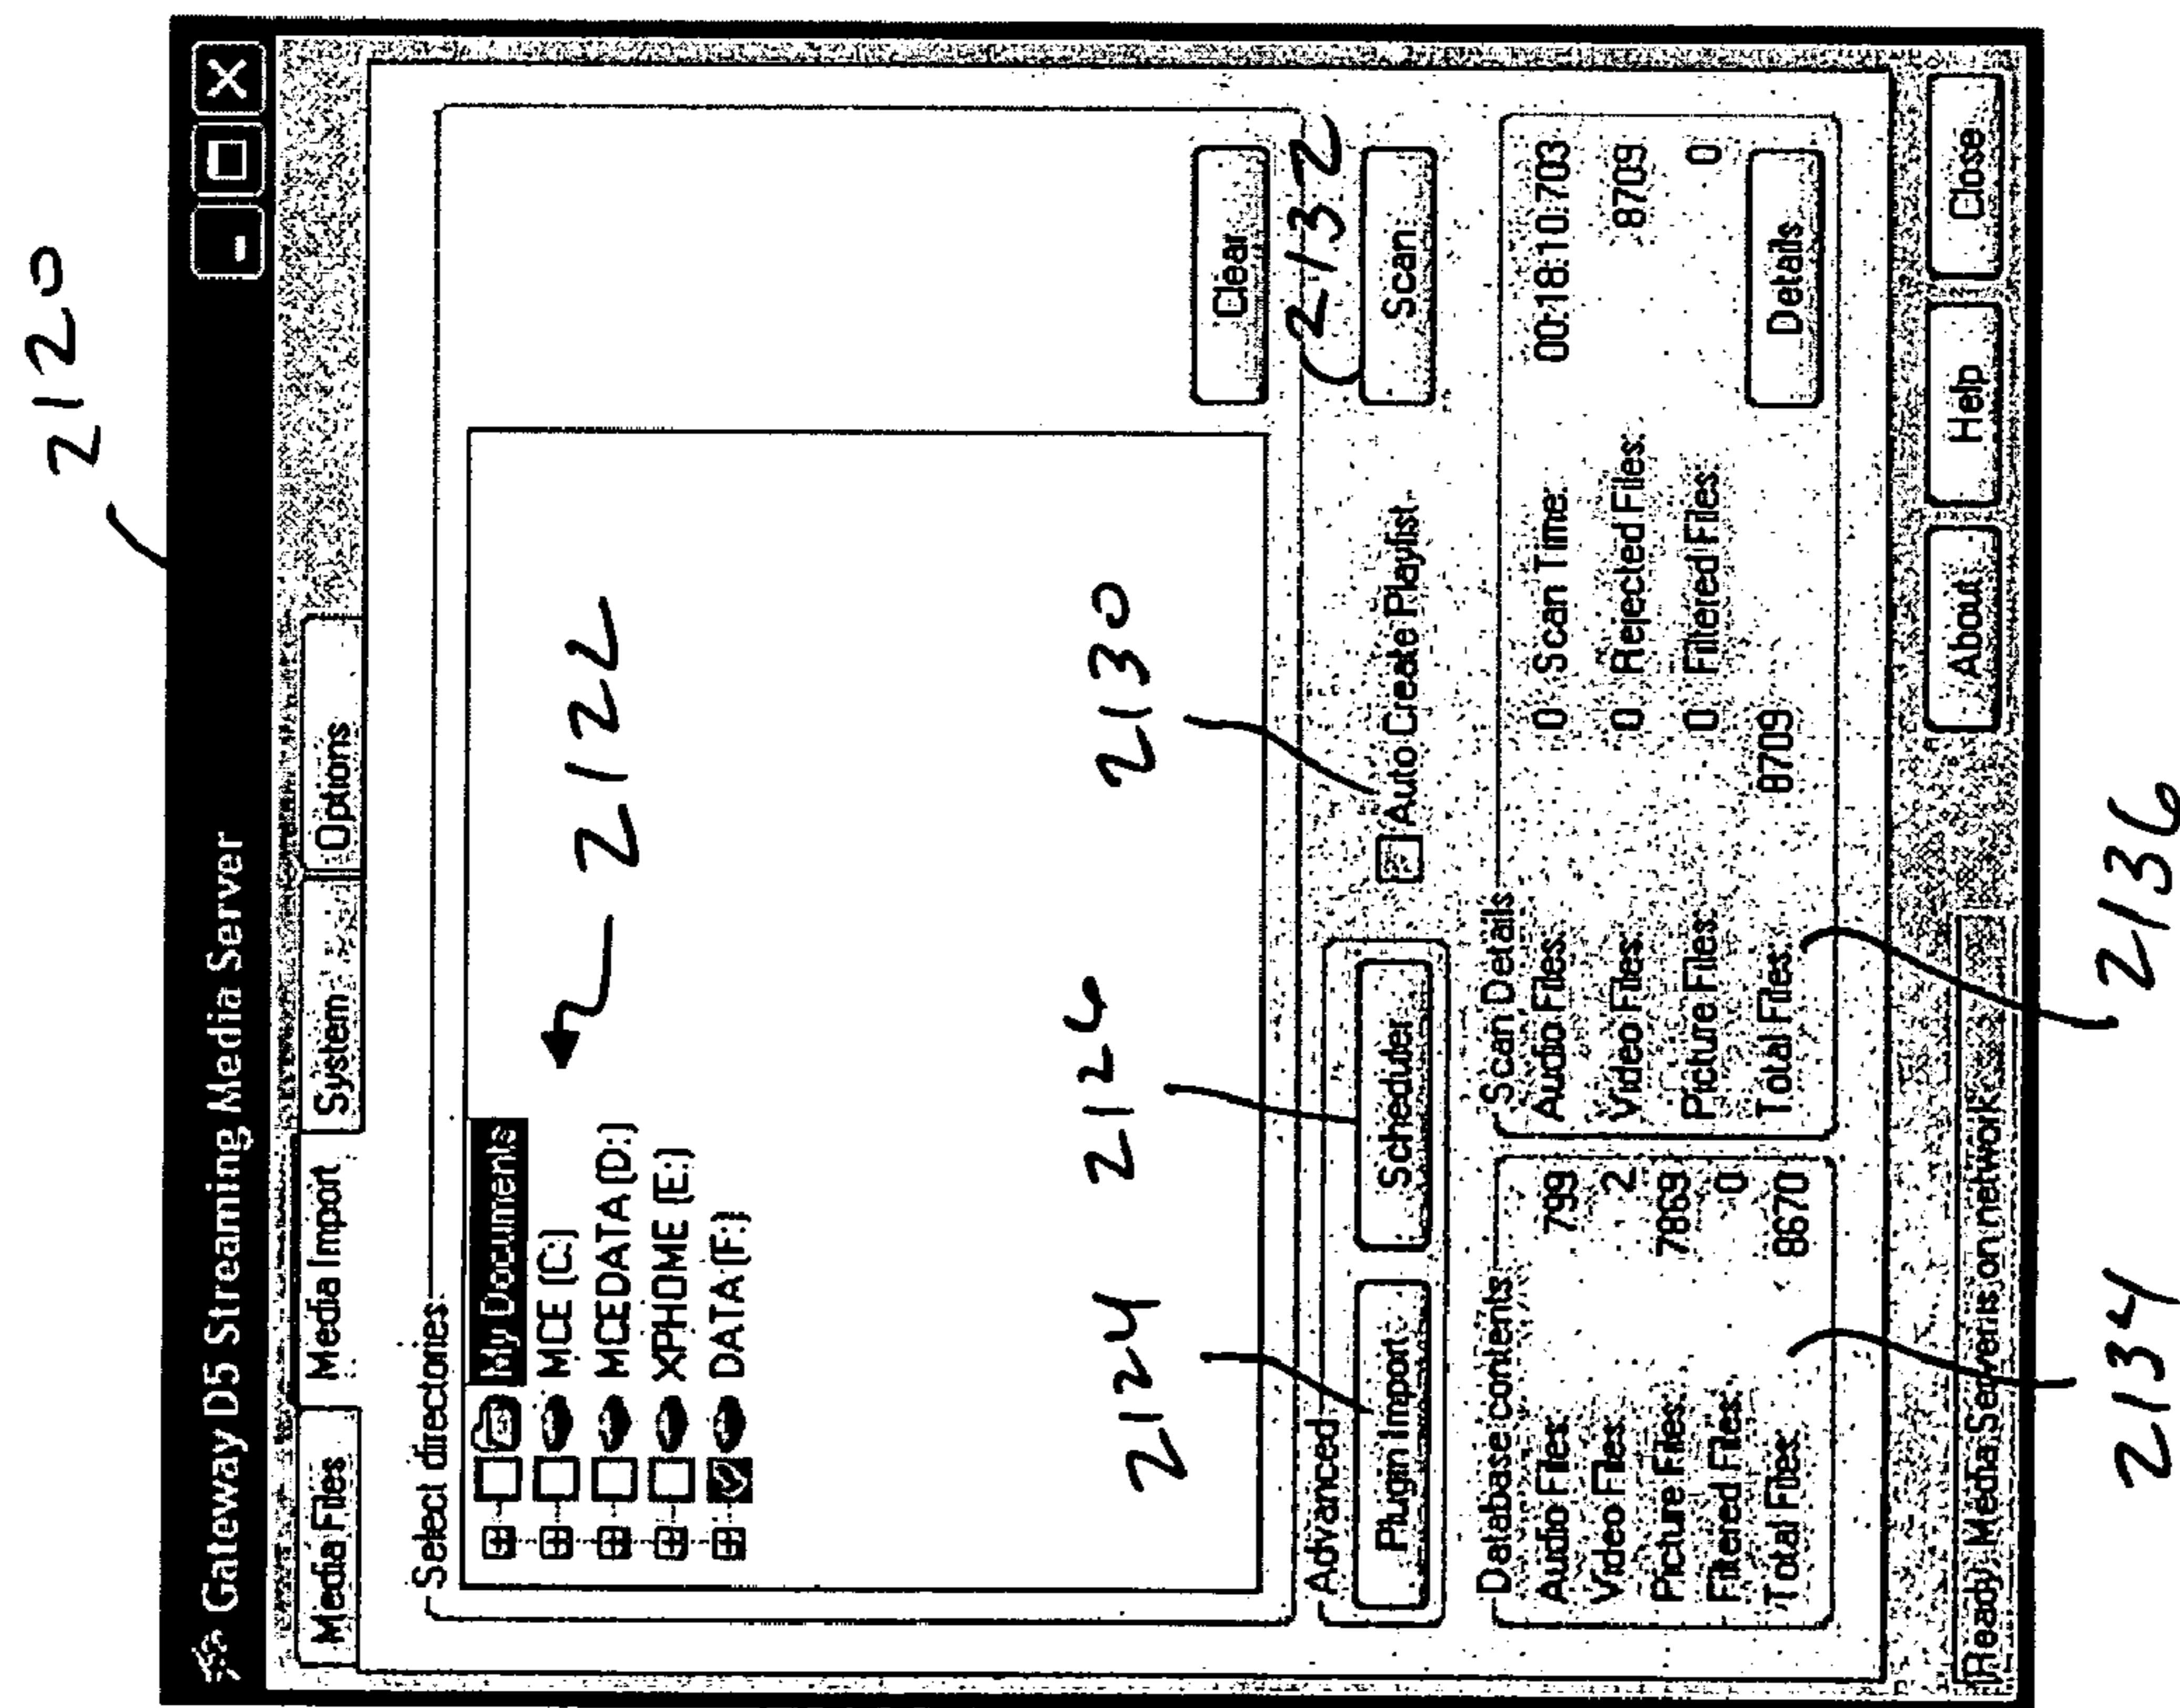 2120
Gateway D5 Streaming Media Server
Media Files Media Import System Options
Select directories
My Documents
MCE (C:)
2122
MCEDATA (D:)
XPHOME (E:)
DATA (F:)
2124 2126 2130
Clear
2132
Advanced
Plugin Import Scheduler Auto Create Playlist Scan
Database contents
Audio Files: 799
Video Files: 2
Picture Files: 7869
Filtered Files: 0
Total Files: 8670
Scan Details
Audio Files: 0 Scan Time: 00:18:10:703
Video Files: 0 Rejected Files: 8709
Picture Files: 0 Filtered Files: 0
Total Files: 8709
Details
About Help Close
Ready Media Server is on network
2134 2136